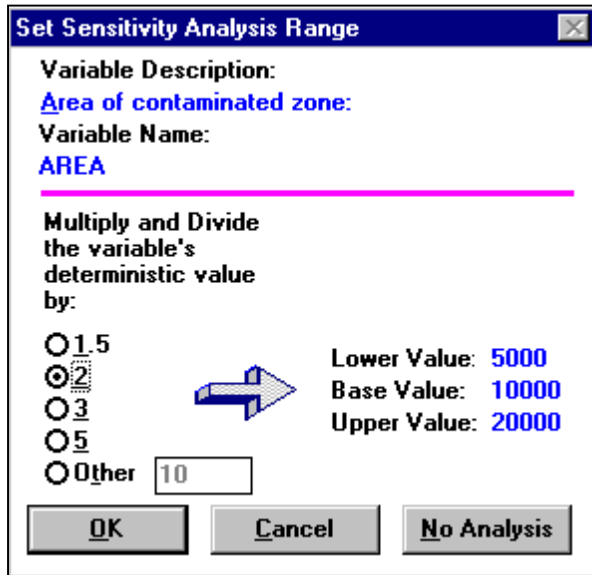 Set Sensitivity Analysis Range
Variable Description:
Area of contaminated zone:
Variable Name:
AREA
Multiply and Divide
the variable's
deterministic value
by:
1.5
2
3
5
Other 10
Lower Value: 5000
Base Value: 10000
Upper Value: 20000
OK Cancel No Analysis